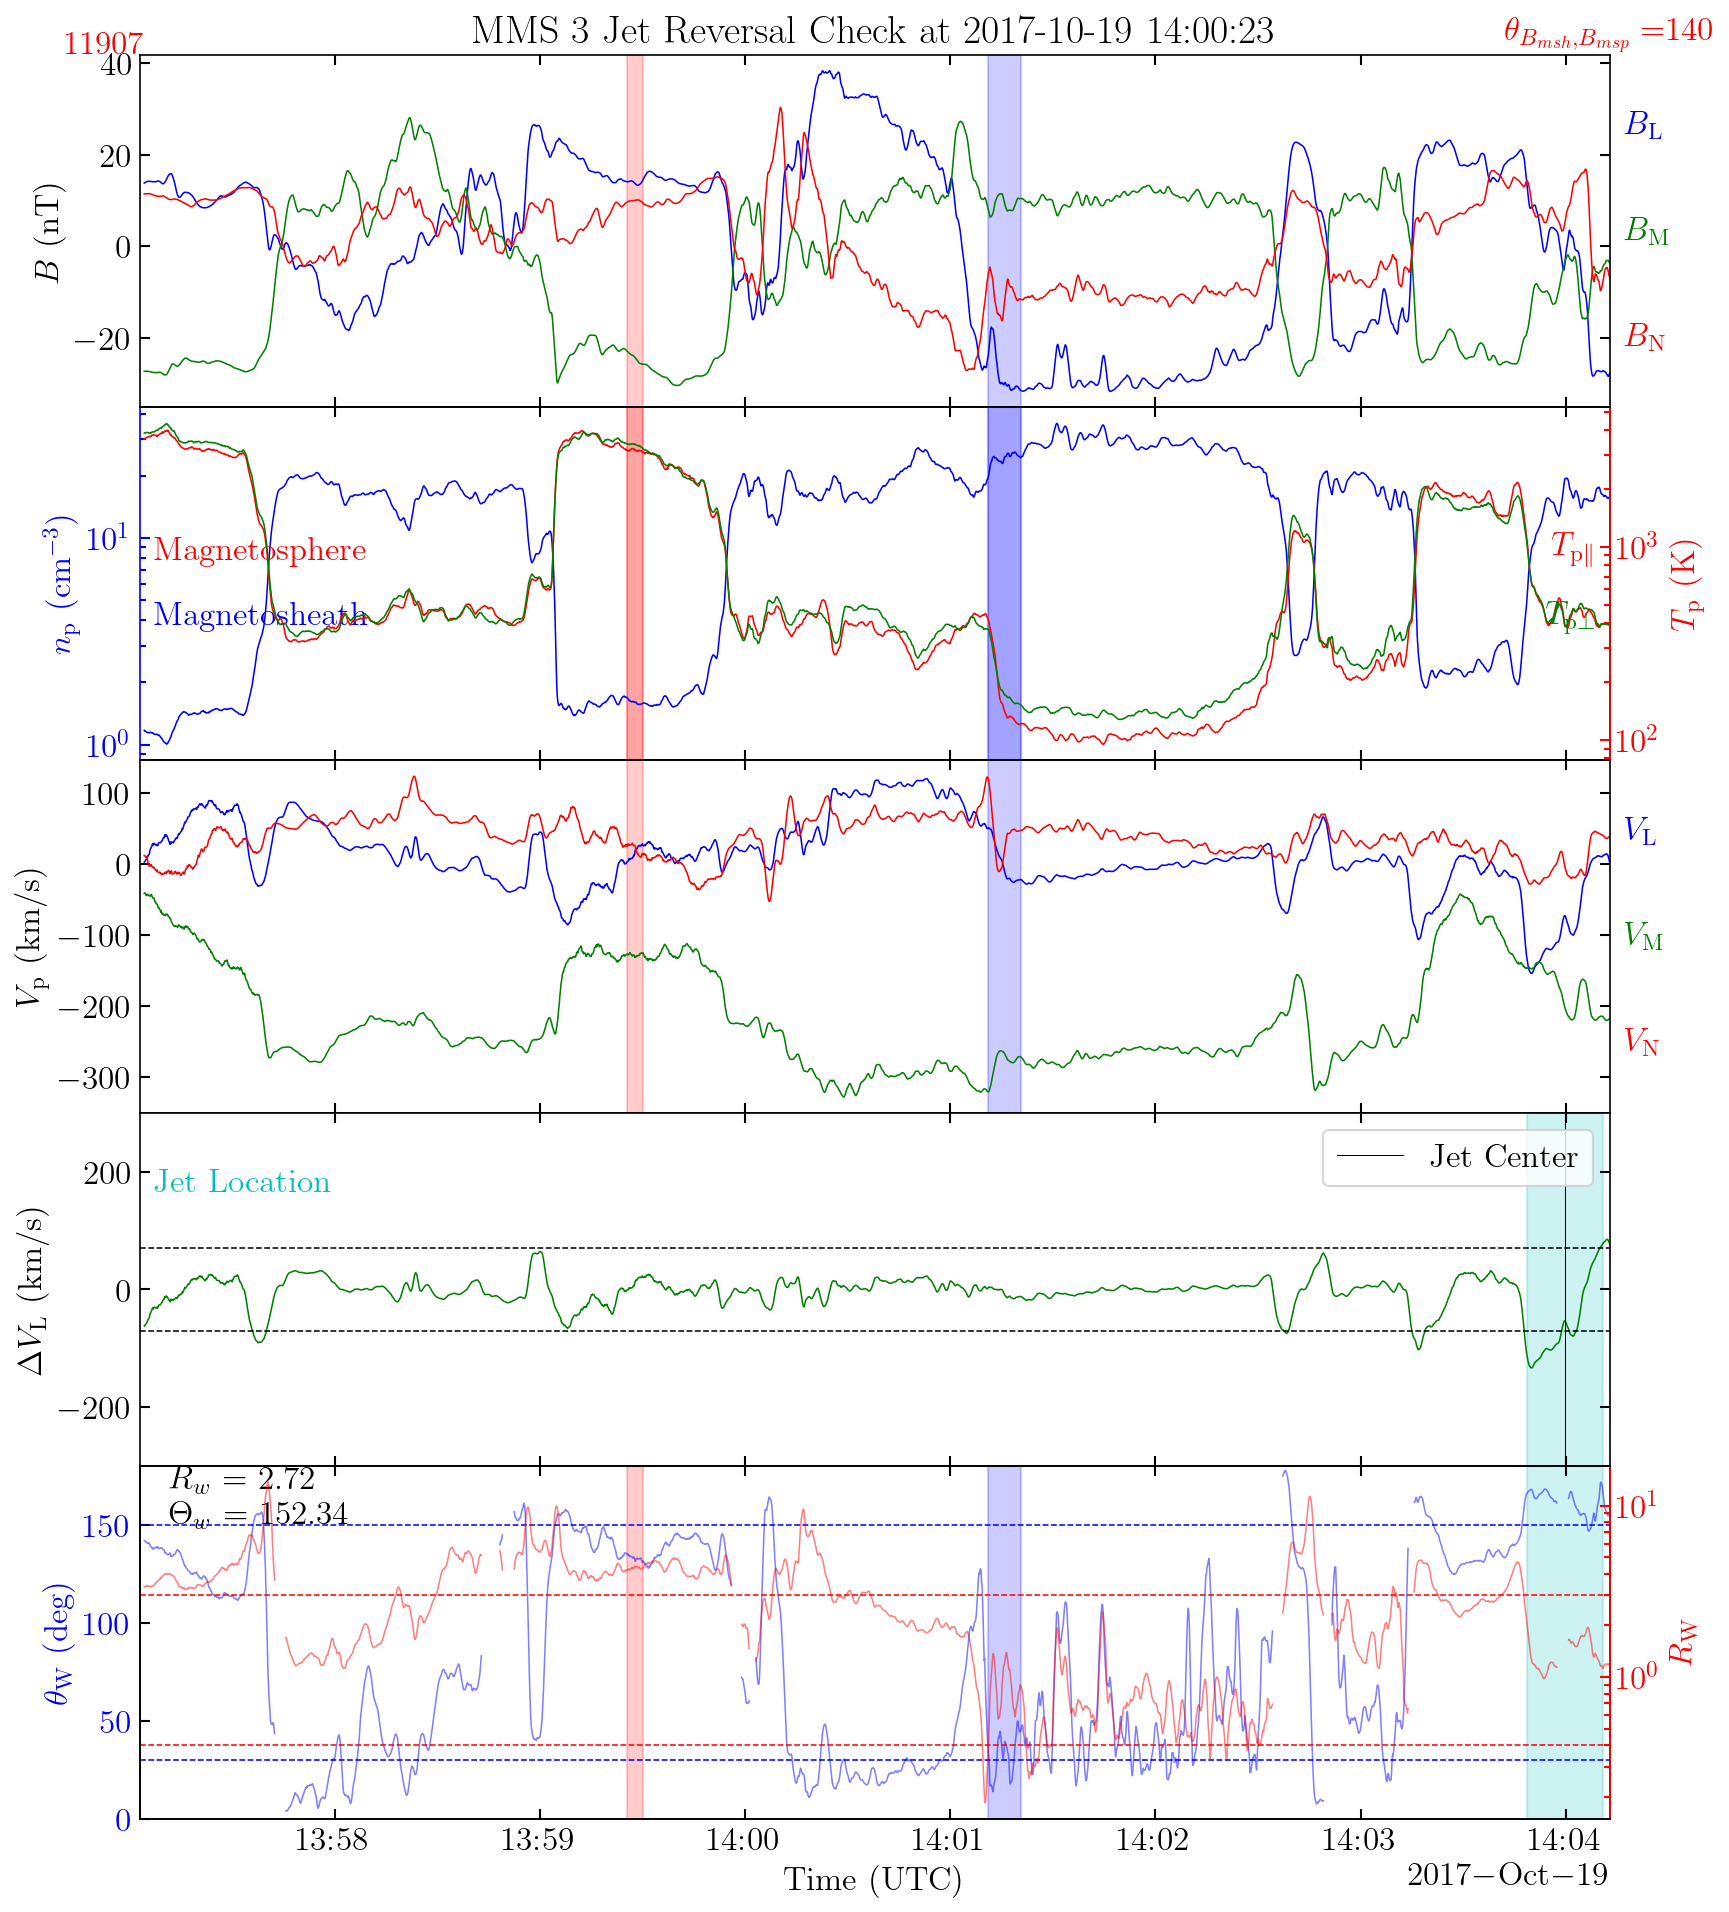 MMS 3 Jet Reversal Check at 2017-10-19 14:00:23
11907
θ_{B_{msh},B_{msp}} =140
40
20
0
−20
B (nT)
B_L
B_M
B_N
10^1
10^0
n_p (cm^{−3})
Magnetosphere
Magnetosheath
T_{p∥}
T_{p⊥}
10^3
10^2
T_p (K)
100
0
−100
−200
−300
V_p (km/s)
V_L
V_M
V_N
200
0
−200
ΔV_L (km/s)
Jet Location
Jet Center
R_w = 2.72
Θ_w = 152.34
150
100
50
0
θ_W (deg)
10^1
10^0
R_W
13:58
13:59
14:00
14:01
14:02
14:03
14:04
Time (UTC)
2017−Oct−19